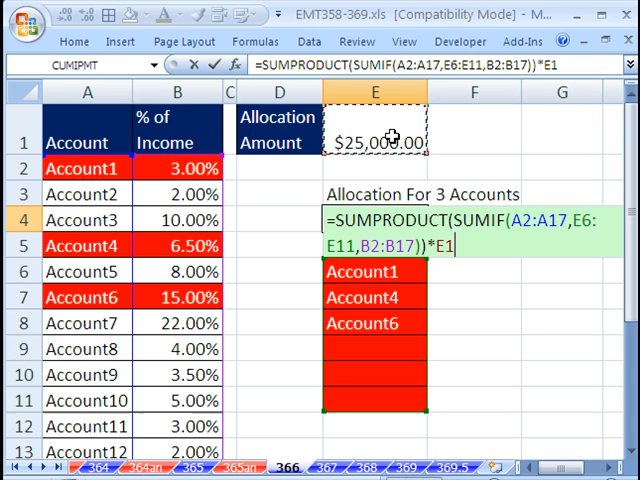 EMT358-369.xls [Compatibility Mode] - M...
Home Insert Page Layout Formulas Data Review View Developer Add-Ins
CUMIPMT =SUMPRODUCT(SUMIF(A2:A17,E6:E11,B2:B17))*E1
A B C D E F G
1 Account % of Income Allocation Amount $25,000.00
2 Account1 3.00%
3 Account2 2.00% Allocation For 3 Accounts
4 Account3 10.00% =SUMPRODUCT(SUMIF(A2:A17,E6:
5 Account4 6.50% E11,B2:B17))*E1
6 Account5 8.00% Account1
7 Account6 15.00% Account4
8 Account7 22.00% Account6
9 Account8 4.00%
10 Account9 3.50%
11 Account10 5.00%
12 Account11 3.00%
13 Account12 2.00%
364 364an 365 365an 366 367 368 369 369.5